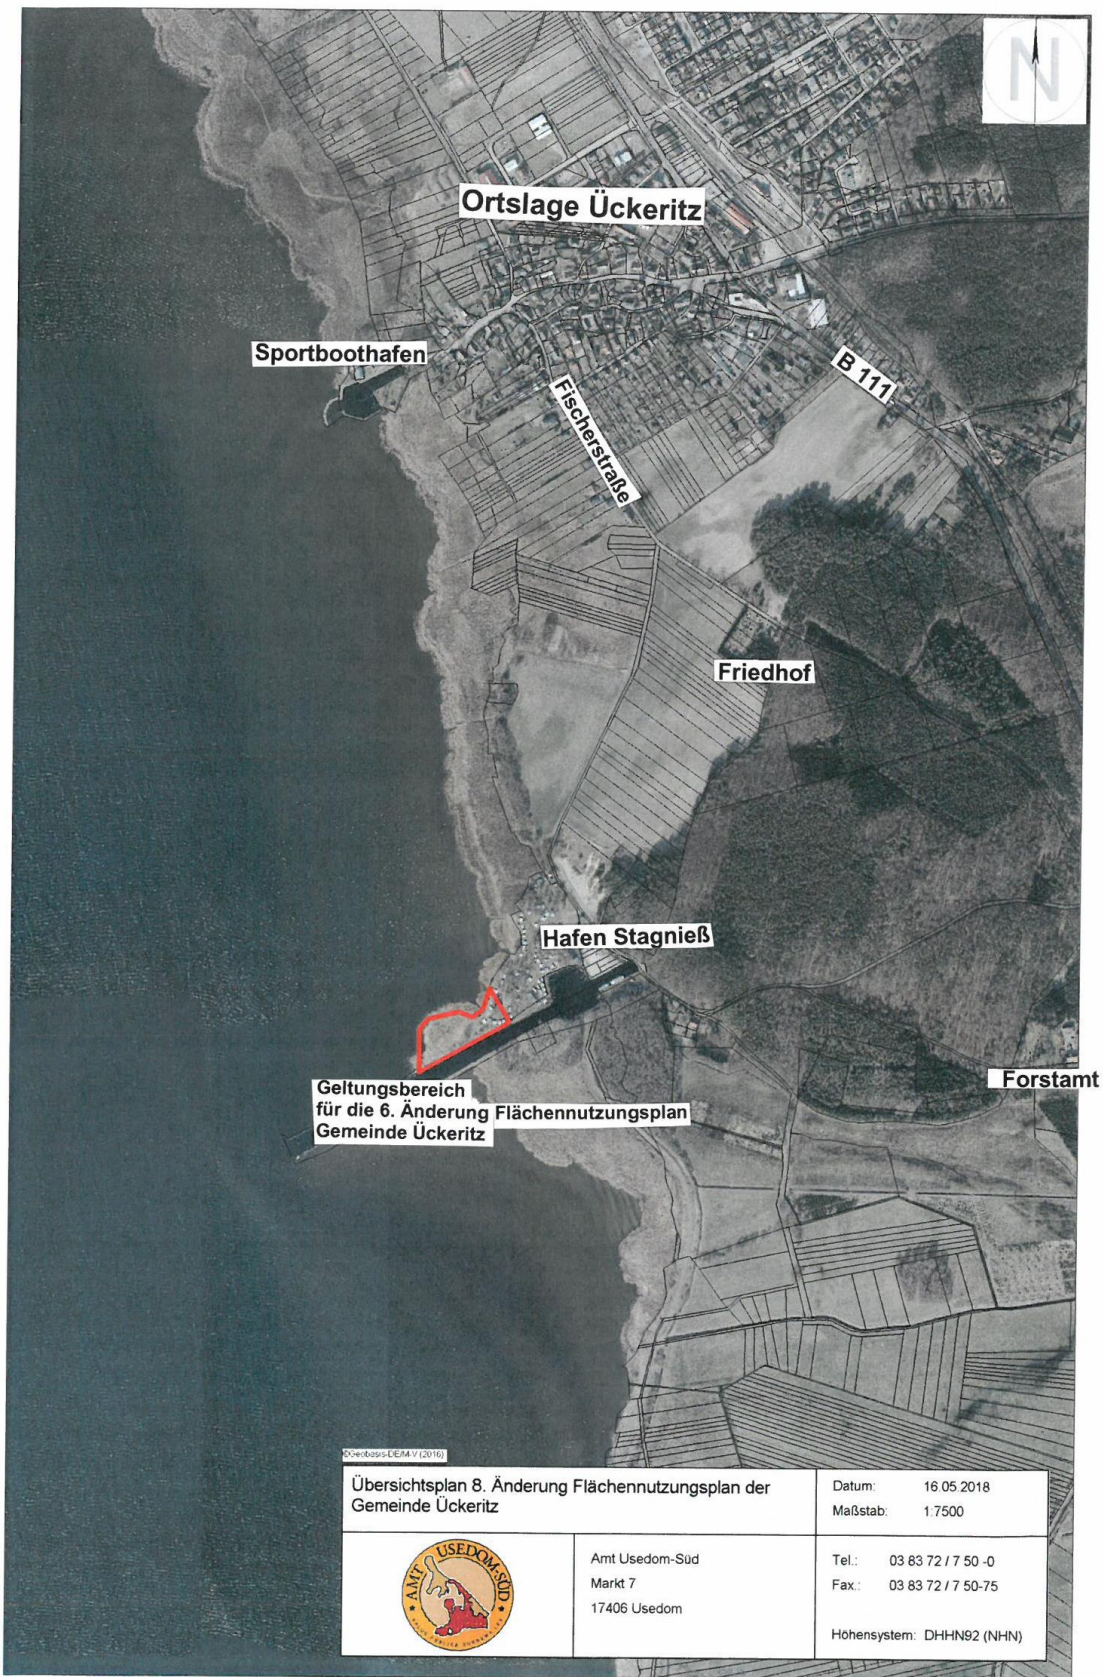 N
Ortslage Ückeritz
Sportboothafen
B 111
Fischerstraße
Friedhof
Hafen Stagnieß
Geltungsbereich
für die 6. Änderung Flächennutzungsplan
Gemeinde Ückeritz
Forstamt
©Geobasis-DE/M-V (2016)
Übersichtsplan 8. Änderung Flächennutzungsplan der
Gemeinde Ückeritz
Datum: 16.05.2018
Maßstab: 1:7500
AMT USEDOM-SÜD
Amt Usedom-Süd
Markt 7
17406 Usedom
Tel.: 03 83 72 / 7 50 -0
Fax.: 03 83 72 / 7 50-75
Höhensystem: DHHN92 (NHN)